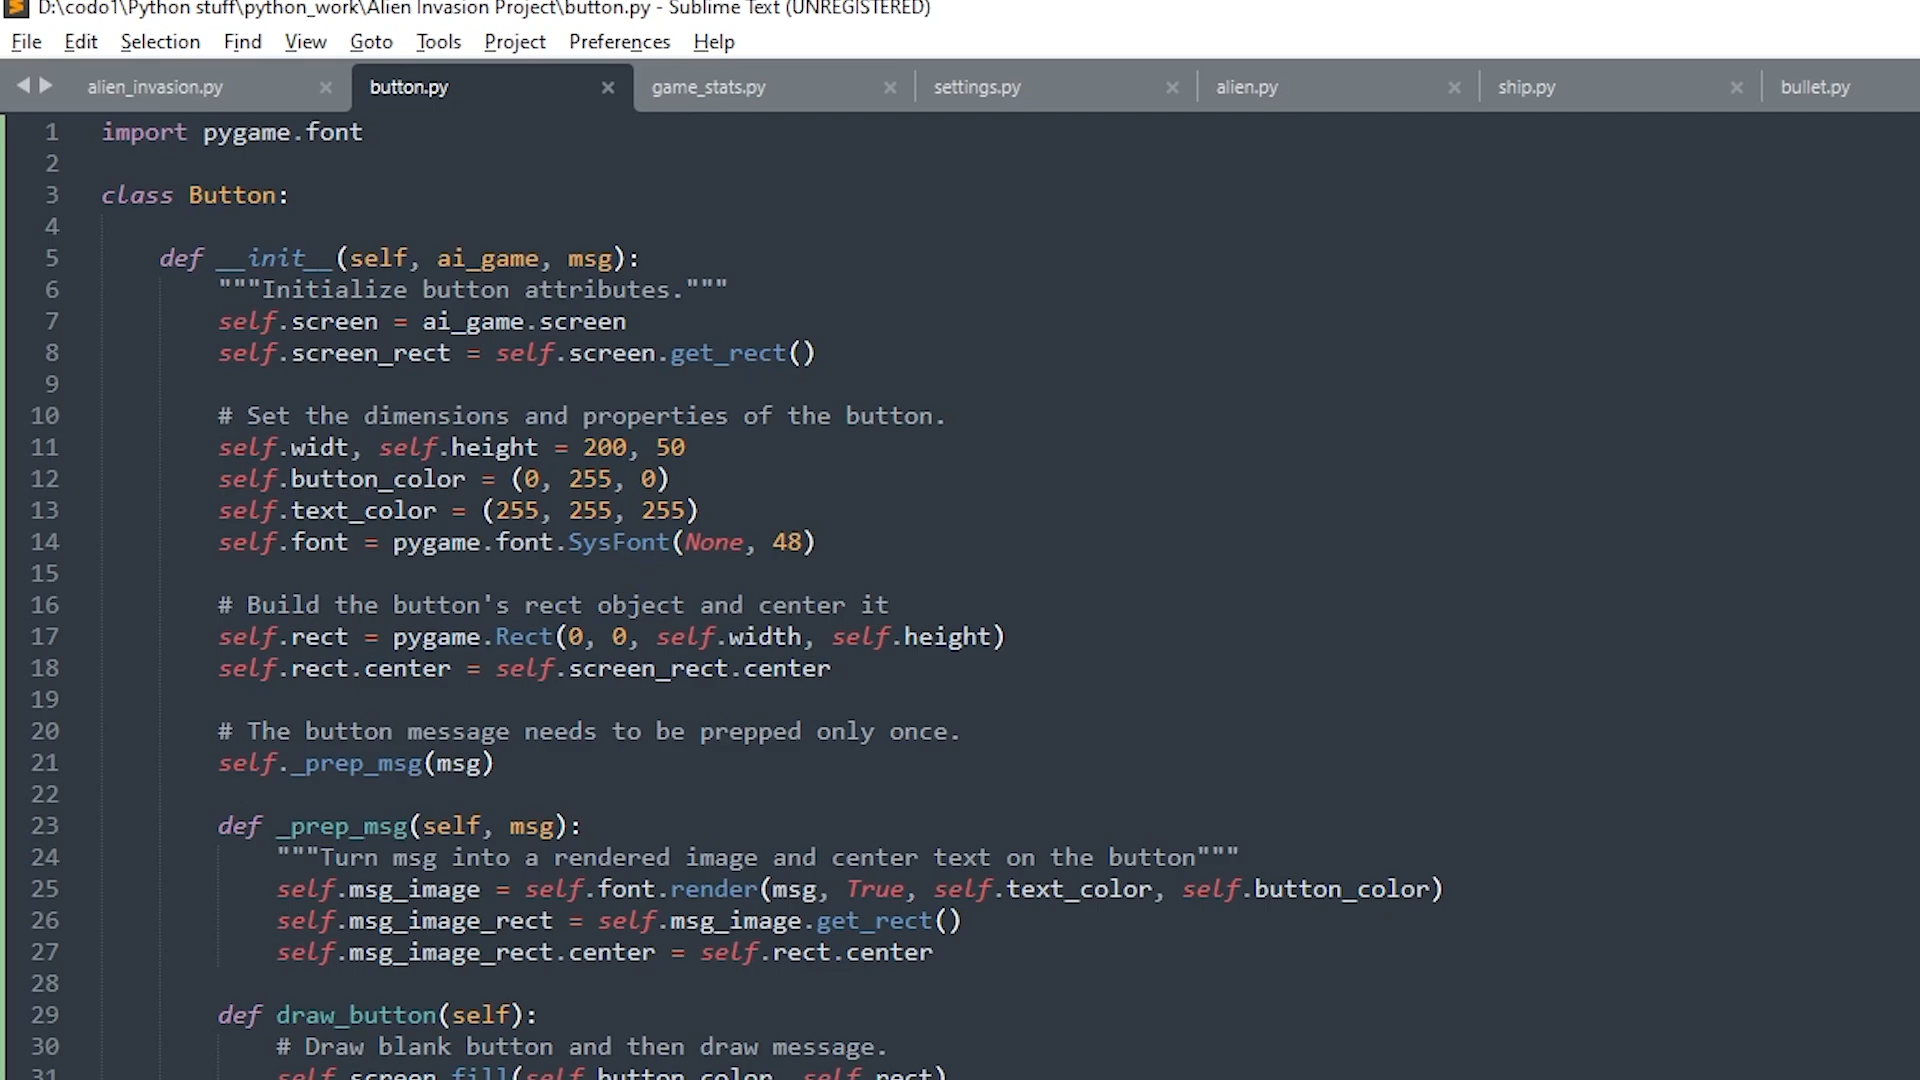 D:\codo1\Python stuff\python_work\Alien Invasion Project\button.py - Sublime Text (UNREGISTERED)
File Edit Selection Find View Goto Tools Project Preferences Help
alien_invasion.py button.py game_stats.py settings.py alien.py ship.py bullet.py
1 import pygame.font
2
3 class Button:
4
5     def __init__(self, ai_game, msg):
6         """Initialize button attributes."""
7         self.screen = ai_game.screen
8         self.screen_rect = self.screen.get_rect()
9
10         # Set the dimensions and properties of the button.
11         self.widt, self.height = 200, 50
12         self.button_color = (0, 255, 0)
13         self.text_color = (255, 255, 255)
14         self.font = pygame.font.SysFont(None, 48)
15
16         # Build the button's rect object and center it
17         self.rect = pygame.Rect(0, 0, self.width, self.height)
18         self.rect.center = self.screen_rect.center
19
20         # The button message needs to be prepped only once.
21         self._prep_msg(msg)
22
23         def _prep_msg(self, msg):
24             """Turn msg into a rendered image and center text on the button"""
25             self.msg_image = self.font.render(msg, True, self.text_color, self.button_color)
26             self.msg_image_rect = self.msg_image.get_rect()
27             self.msg_image_rect.center = self.rect.center
28
29         def draw_button(self):
30             # Draw blank button and then draw message.
31             self.screen.fill(self.button_color, self.rect)